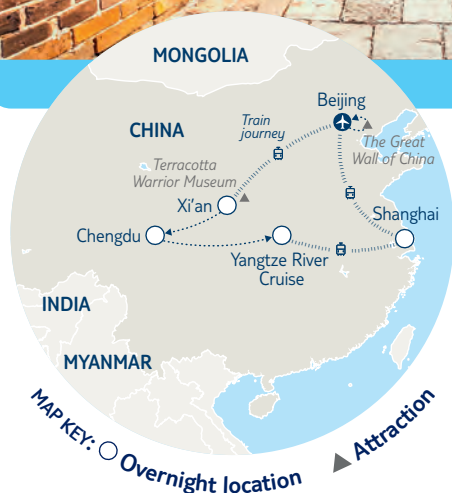 MONGOLIA
Beijing
CHINA
Train
journey
The Great
Wall of China
Terracotta
Warrior Museum
Xi'an
Shanghai
Chengdu
Yangtze River
Cruise
INDIA
MYANMAR
MAP KEY: Overnight location Attraction